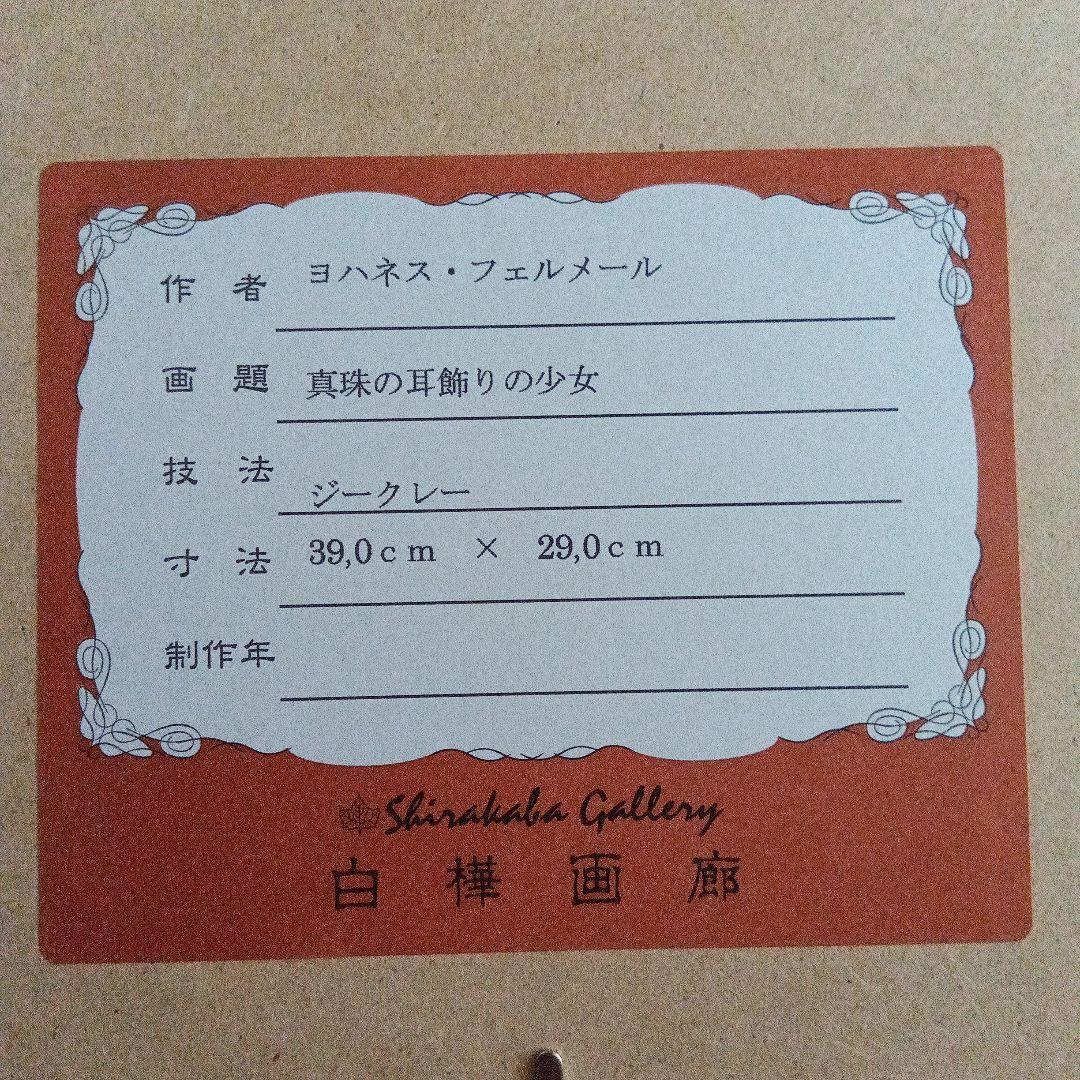 作者 ヨハネス・フェルメール
画題 真珠の耳飾りの少女
技法 ジークレー
寸法 39,0cm × 29,0cm
制作年
Shirakaba Gallery
白樺画廊